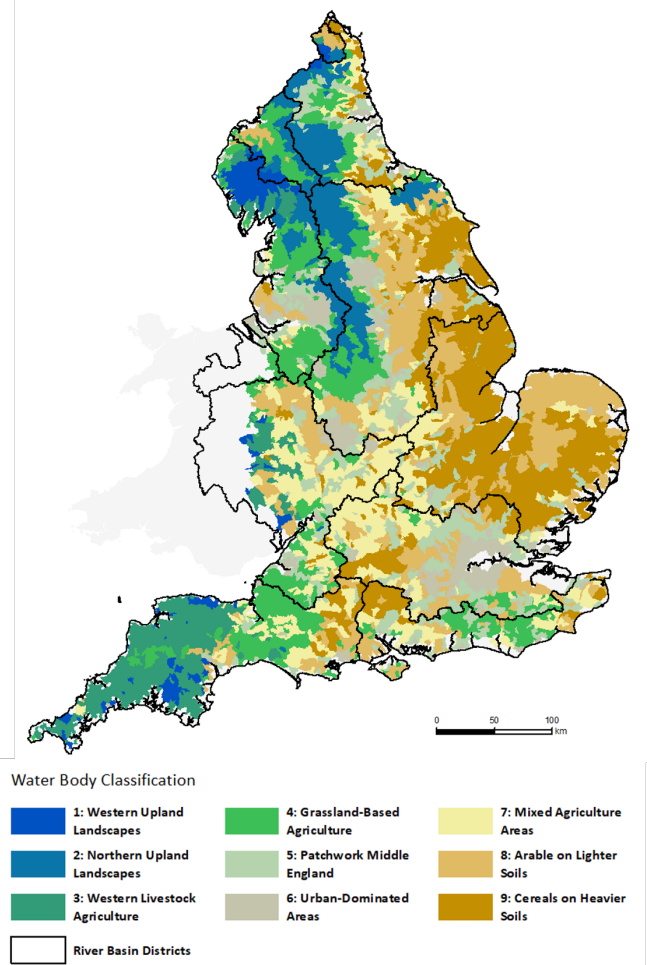 0 50 100
km
Water Body Classification
1: Western Upland
Landscapes
4: Grassland-Based
Agriculture
7: Mixed Agriculture
Areas
2: Northern Upland
Landscapes
5: Patchwork Middle
England
8: Arable on Lighter
Soils
3: Western Livestock
Agriculture
6: Urban-Dominated
Areas
9: Cereals on Heavier
Soils
River Basin Districts